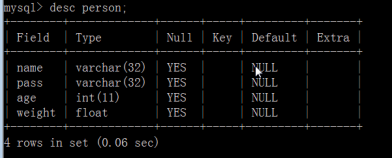 mysql> desc person;
+--------+-------------+------+-----+---------+-------+
| Field | Type | Null | Key | Default | Extra |
+--------+-------------+------+-----+---------+-------+
| name | varchar(32) | YES | | NULL | |
| pass | varchar(32) | YES | | NULL | |
| age | int(11) | YES | | NULL | |
| weight | float | YES | | NULL | |
+--------+-------------+------+-----+---------+-------+
4 rows in set (0.06 sec)